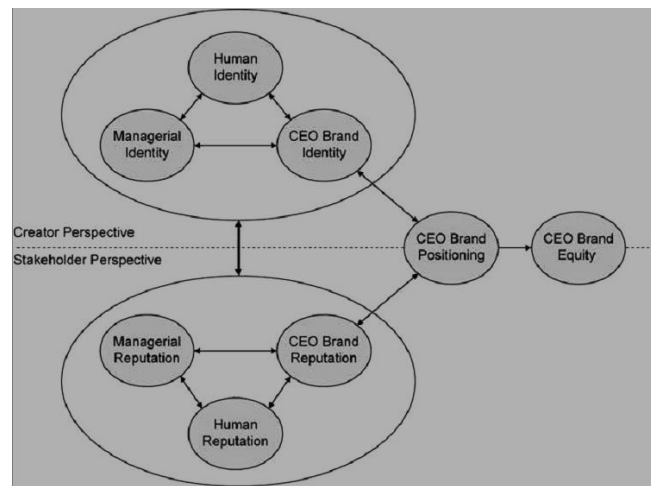 Human
Identity
Managerial
Identity
CEO Brand
Identity
Creator Perspective
Stakeholder Perspective
CEO Brand
Positioning
CEO Brand
Equity
Managerial
Reputation
CEO Brand
Reputation
Human
Reputation